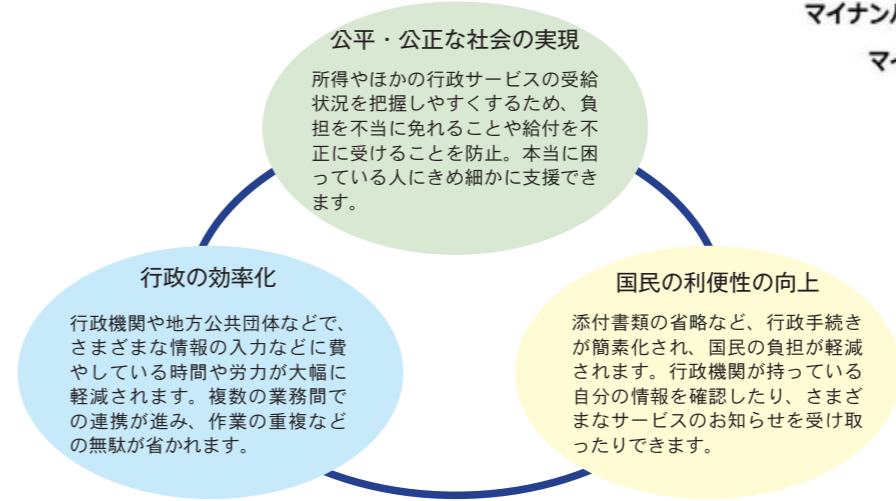 マイナン
マイ
公平・公正な社会の実現
所得やほかの行政サービスの受給
状況を把握しやすくするため、負
担を不当に免れることや給付を不
正に受けることを防止。本当に困
っている人にきめ細かに支援でき
ます。
行政の効率化
行政機関や地方公共団体などで、
さまざまな情報の入力などに費
やしている時間や労力が大幅に
軽減されます。複数の業務間で
の連携が進み、作業の重複など
の無駄が省かれます。
国民の利便性の向上
添付書類の省略など、行政手続き
が簡素化され、国民の負担が軽減
されます。行政機関が持っている
自分の情報を確認したり、さまざ
まなサービスのお知らせを受け取
ったりできます。